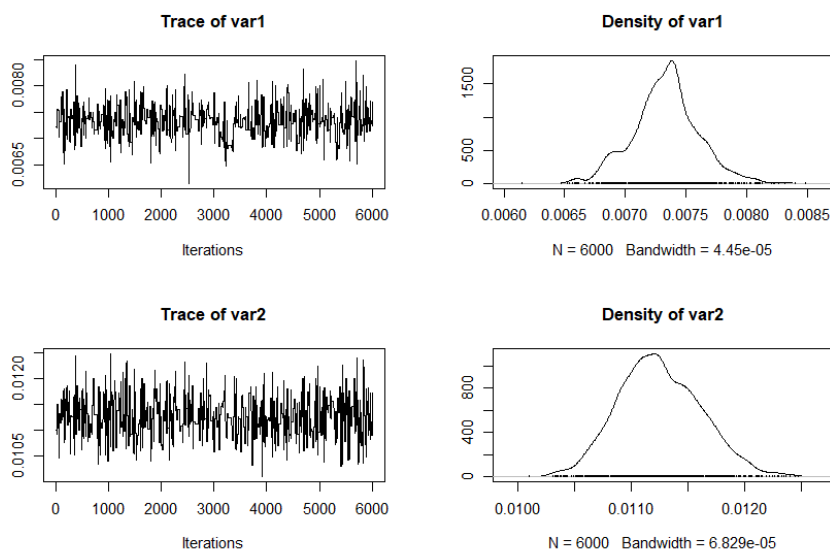 Trace of var1
0.0080
0.0065
0 1000 2000 3000 4000 5000 6000
Iterations
Density of var1
1500
500
0
0.0060 0.0065 0.0070 0.0075 0.0080 0.0085
N = 6000 Bandwidth = 4.45e-05
Trace of var2
0.0120
0.0105
0 1000 2000 3000 4000 5000 6000
Iterations
Density of var2
800
400
0
0.0100 0.0110 0.0120
N = 6000 Bandwidth = 6.829e-05